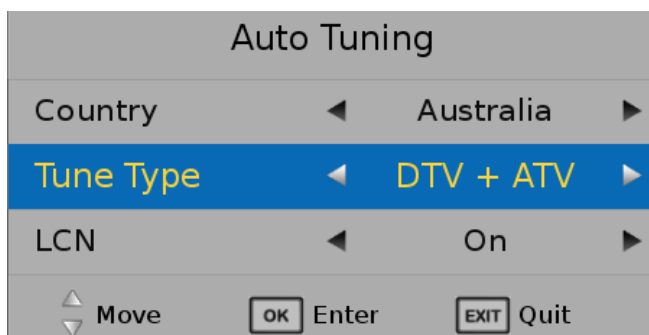 Auto Tuning
Country Australia
Tune Type DTV + ATV
LCN On
Move OK Enter EXIT Quit